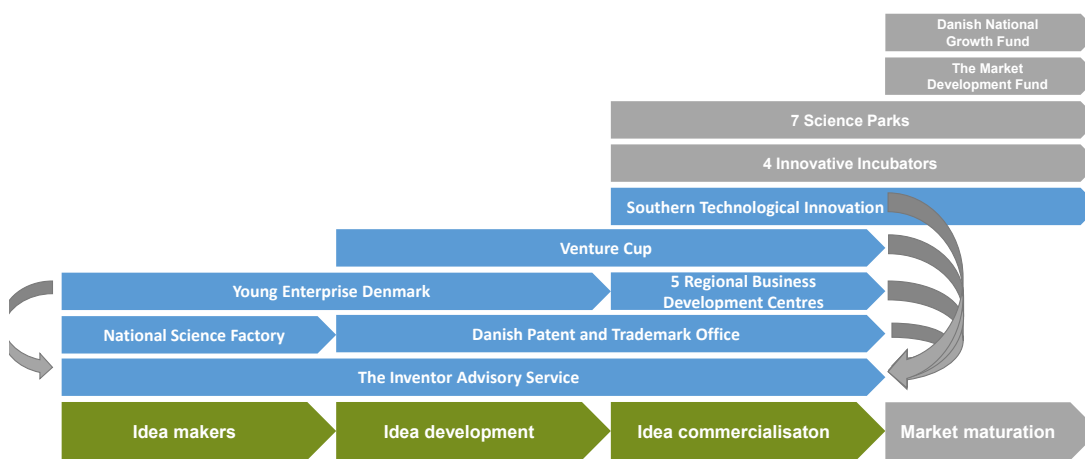 Danish National
Growth Fund
The Market
Development Fund
7 Science Parks
4 Innovative Incubators
Southern Technological Innovation
Venture Cup
Young Enterprise Denmark
5 Regional Business
Development Centres
National Science Factory
Danish Patent and Trademark Office
The Inventor Advisory Service
Idea makers
Idea development
Idea commercialisaton
Market maturation